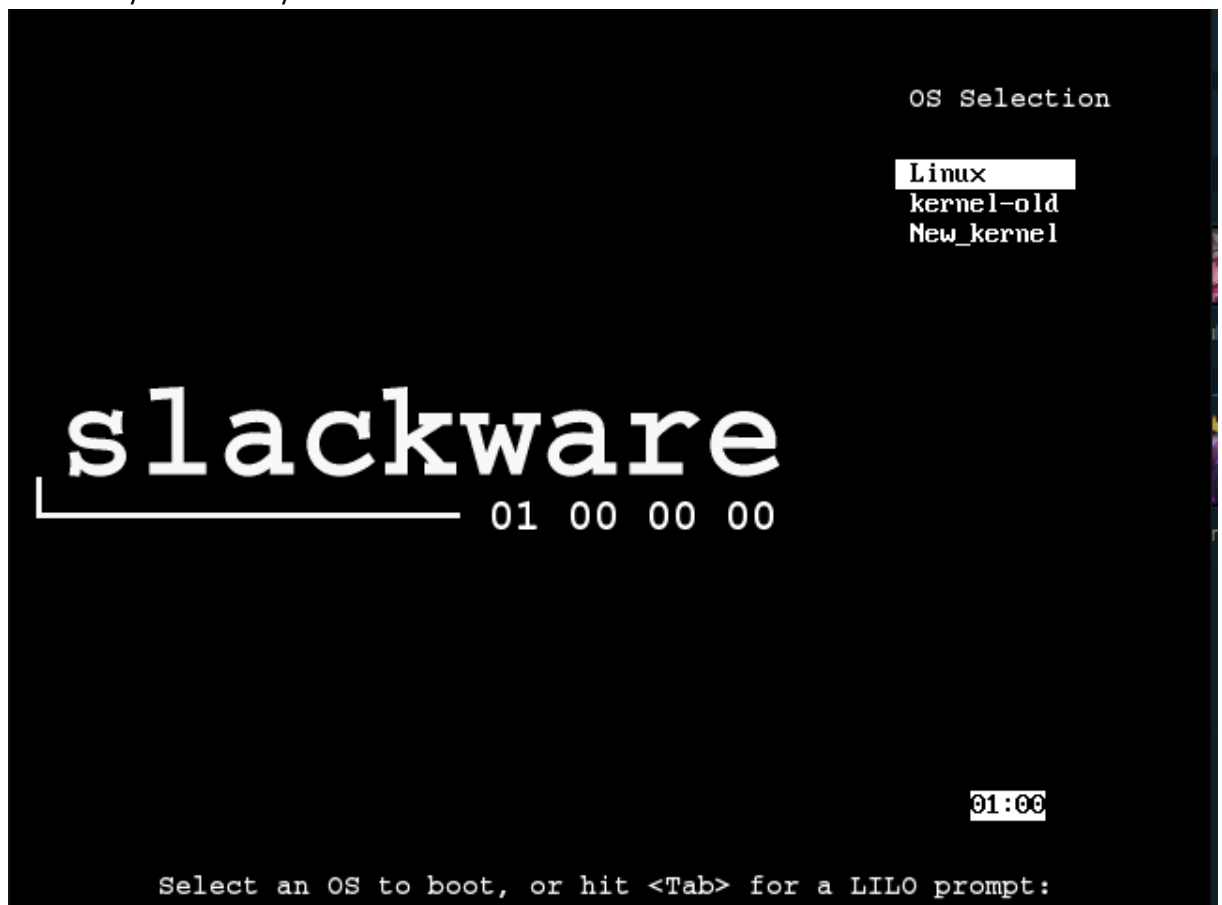 OS Selection
Linux
kernel-old
New_kernel
slackware
01 00 00 00
01:00
Select an OS to boot, or hit <Tab> for a LILO prompt: